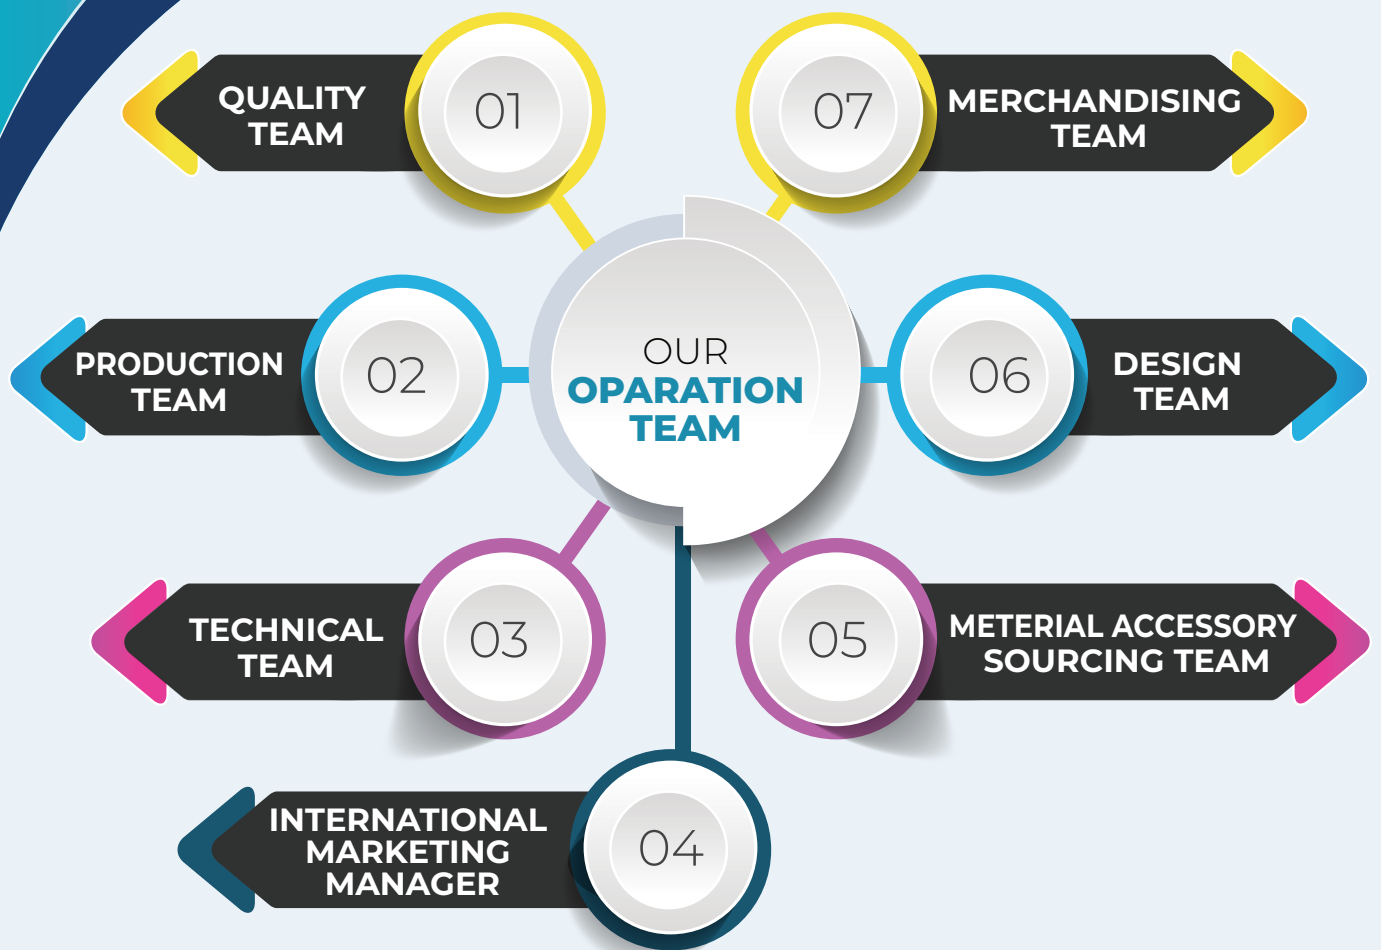 OUR
OPARATION
TEAM
01
QUALITY
TEAM
02
PRODUCTION
TEAM
03
TECHNICAL
TEAM
04
INTERNATIONAL
MARKETING
MANAGER
05
METERIAL ACCESSORY
SOURCING TEAM
06
DESIGN
TEAM
07
MERCHANDISING
TEAM